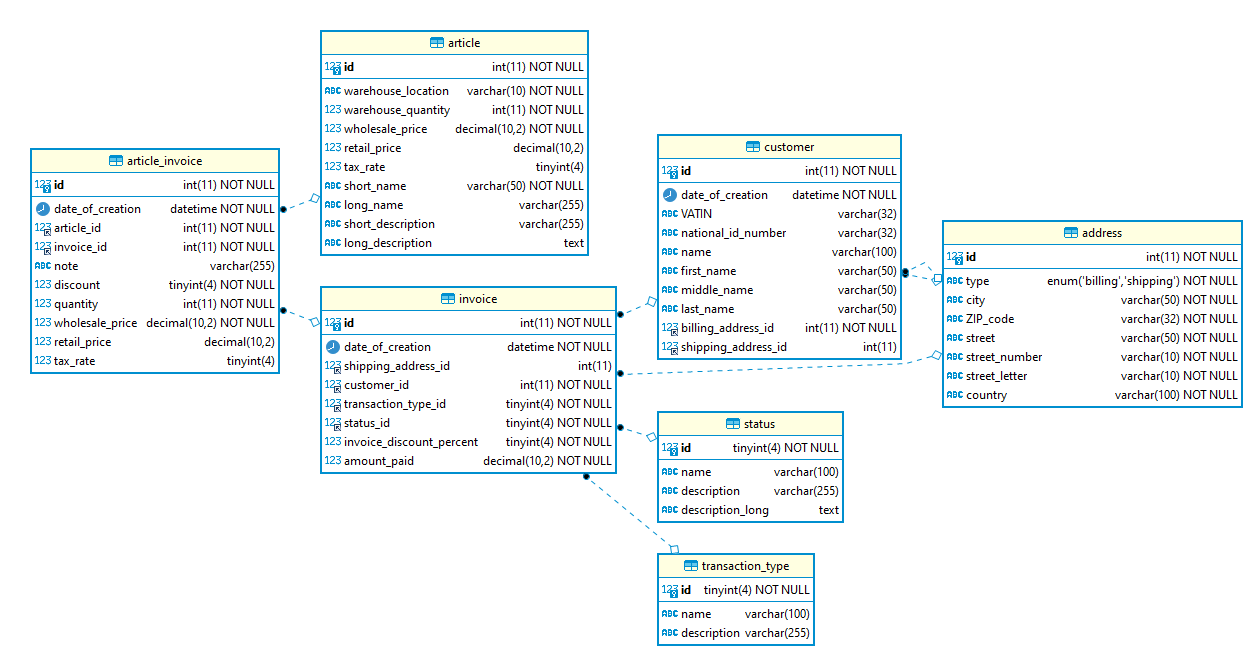 article
123 id int(11) NOT NULL
ABC warehouse_location varchar(10) NOT NULL
123 warehouse_quantity int(11) NOT NULL
123 wholesale_price decimal(10,2) NOT NULL
123 retail_price decimal(10,2)
123 tax_rate tinyint(4)
ABC short_name varchar(50) NOT NULL
ABC long_name varchar(255)
ABC short_description varchar(255)
ABC long_description text
article_invoice
123 id int(11) NOT NULL
date_of_creation datetime NOT NULL
123 article_id int(11) NOT NULL
123 invoice_id int(11) NOT NULL
ABC note varchar(255)
123 discount tinyint(4) NOT NULL
123 quantity int(11) NOT NULL
123 wholesale_price decimal(10,2) NOT NULL
123 retail_price decimal(10,2)
123 tax_rate tinyint(4)
invoice
123 id int(11) NOT NULL
date_of_creation datetime NOT NULL
123 shipping_address_id int(11)
123 customer_id int(11) NOT NULL
123 transaction_type_id tinyint(4) NOT NULL
123 status_id tinyint(4) NOT NULL
123 invoice_discount_percent tinyint(4) NOT NULL
123 amount_paid decimal(10,2) NOT NULL
customer
123 id int(11) NOT NULL
date_of_creation datetime NOT NULL
ABC VATIN varchar(32)
ABC national_id_number varchar(32)
ABC name varchar(100)
ABC first_name varchar(50)
ABC middle_name varchar(50)
ABC last_name varchar(50)
123 billing_address_id int(11) NOT NULL
123 shipping_address_id int(11)
address
123 id int(11) NOT NULL
ABC type enum('billing','shipping') NOT NULL
ABC city varchar(50) NOT NULL
ABC ZIP_code varchar(32) NOT NULL
ABC street varchar(50) NOT NULL
ABC street_number varchar(10) NOT NULL
ABC street_letter varchar(10) NOT NULL
ABC country varchar(100) NOT NULL
status
123 id tinyint(4) NOT NULL
ABC name varchar(100)
ABC description varchar(255)
ABC description_long text
transaction_type
123 id tinyint(4) NOT NULL
ABC name varchar(100)
ABC description varchar(255)